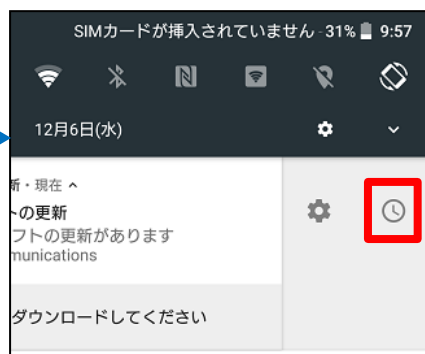 SIMカードが挿入されていません 31% 9:57
12月6日(水)
新・現在
トの更新
フトの更新があります
munications
ダウンロードしてください